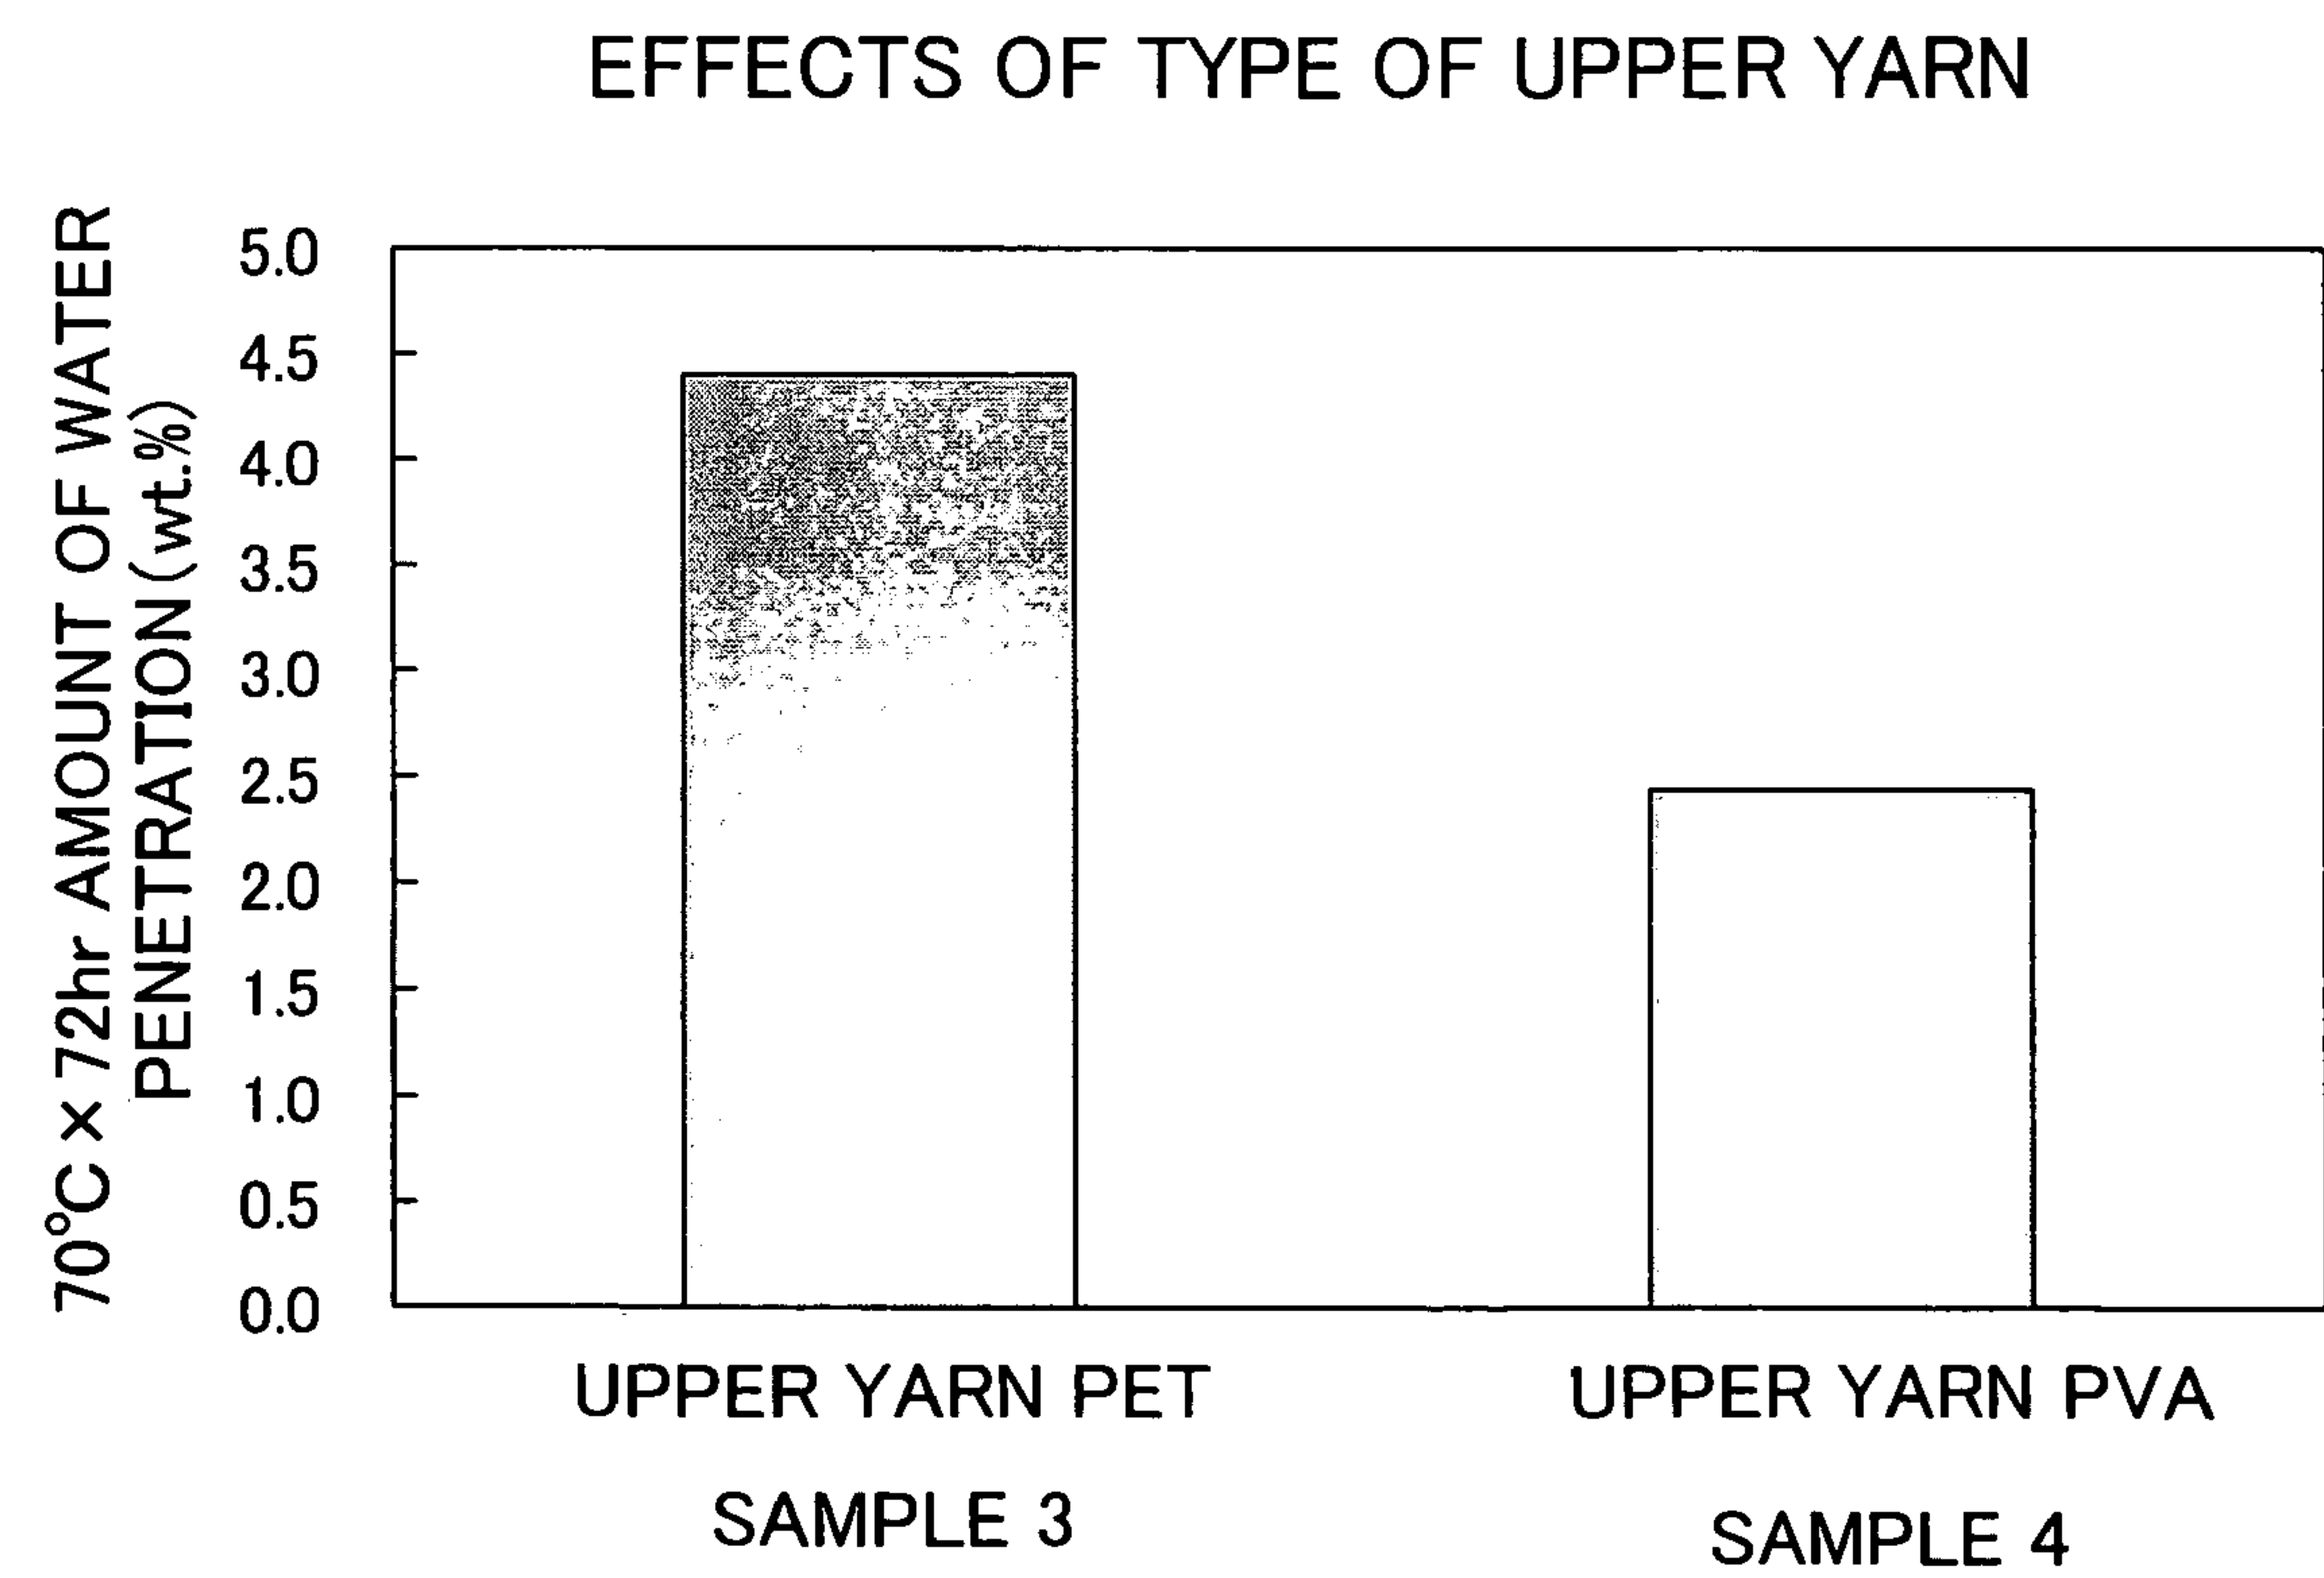 EFFECTS OF TYPE OF UPPER YARN
70°C × 72hr AMOUNT OF WATER
PENETRATION (wt.%)
5.0
4.5
4.0
3.5
3.0
2.5
2.0
1.5
1.0
0.5
0.0
UPPER YARN PET
UPPER YARN PVA
SAMPLE 3
SAMPLE 4